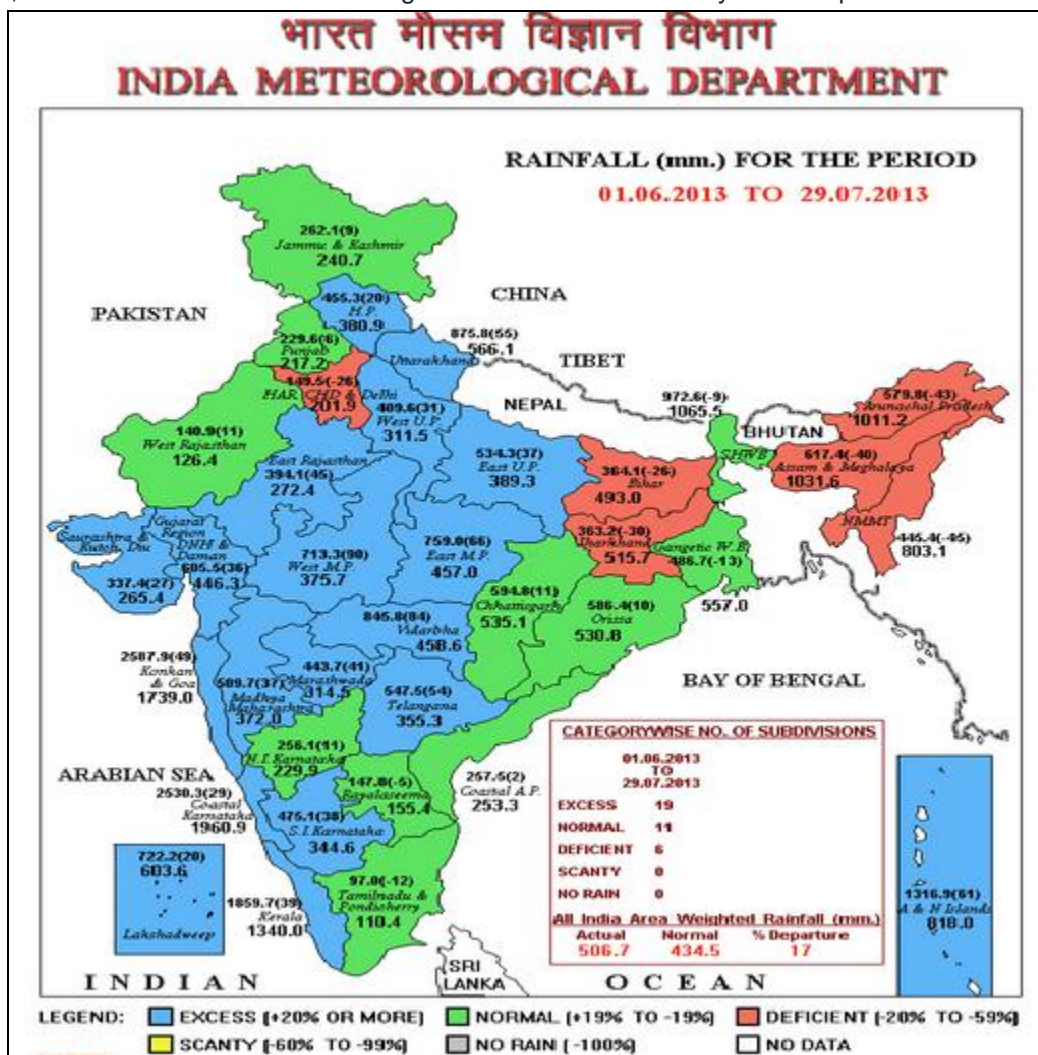 भारत मौसम विज्ञान विभाग
INDIA METEOROLOGICAL DEPARTMENT
RAINFALL (mm.) FOR THE PERIOD
01.06.2013 TO 29.07.2013
262.1(9)
Jammu & Kashmir
240.7
CHINA
PAKISTAN
455.3(20)
H.P.
380.9
875.8(55)
566.1
Uttarakhand
TIBET
229.6(6)
Punjab
217.2
149.5(-26)
HAR CHD & Delhi
201.9
NEPAL
409.6(31)
West U.P.
311.5
972.6(-9)
1065.5
SHWB
BHUTAN
579.8(-43)
Arunachal Pradesh
1011.2
140.9(11)
West Rajasthan
126.4
East Rajasthan
394.1(45)
272.4
534.3(37)
East U.P.
389.3
364.1(-26)
Bihar
493.0
617.4(-40)
Assam & Meghalaya
1031.6
NMMT
445.4(-45)
803.1
Saurashtra &
Kutch, Diu
337.4(27)
265.4
Gujarat
Region
DNH &
Daman
605.5(36)
446.3
713.3(90)
West M.P.
375.7
759.0(66)
East M.P.
457.0
363.2(-30)
Jharkhand
515.7
Gangetic W.B
486.7(-13)
557.0
594.8(11)
Chhattisgarh
535.1
586.4(10)
Orissa
530.8
845.8(84)
Vidarbha
458.6
2587.9(49)
Konkan
& Goa
1739.0
509.7(37)
Madhya
Maharashtra
372.0
443.7(41)
Marathwada
314.5
547.5(54)
Telangana
355.3
BAY OF BENGAL
ARABIAN SEA
256.1(11)
N.I. Karnataka
229.9
147.8(-5)
Rayalaseema
155.4
257.5(2)
Coastal A.P.
253.3
2530.3(29)
Coastal
Karnataka
1960.9
475.1(38)
S.I. Karnataka
344.6
722.2(20)
603.6
Lakshadweep
1859.7(39)
Kerala
1340.0
97.0(-12)
Tamilnadu &
Pondicherry
110.4
CATEGORYWISE NO. OF SUBDIVISIONS
01.06.2013
TO
29.07.2013
EXCESS 19
NORMAL 11
DEFICIENT 6
SCANTY 0
NO RAIN 0
All India Area Weighted Rainfall (mm.)
Actual Normal % Departure
506.7 434.5 17
1316.9(61)
A & N Islands
818.0
SRI
LANKA
INDIAN OCEAN
LEGEND: EXCESS (+20% OR MORE) NORMAL (+19% TO -19%) DEFICIENT (-20% TO -59%)
SCANTY (-60% TO -99%) NO RAIN (-100%) NO DATA